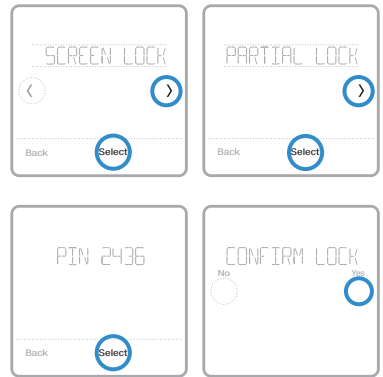 SCREEN LOCK
Back
Select
PARTIAL LOCK
Back
Select
PIN 2436
Back
Select
CONFIRM LOCK
No
Yes